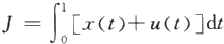 J = ∫₀¹ [x(t) + u(t)]dt